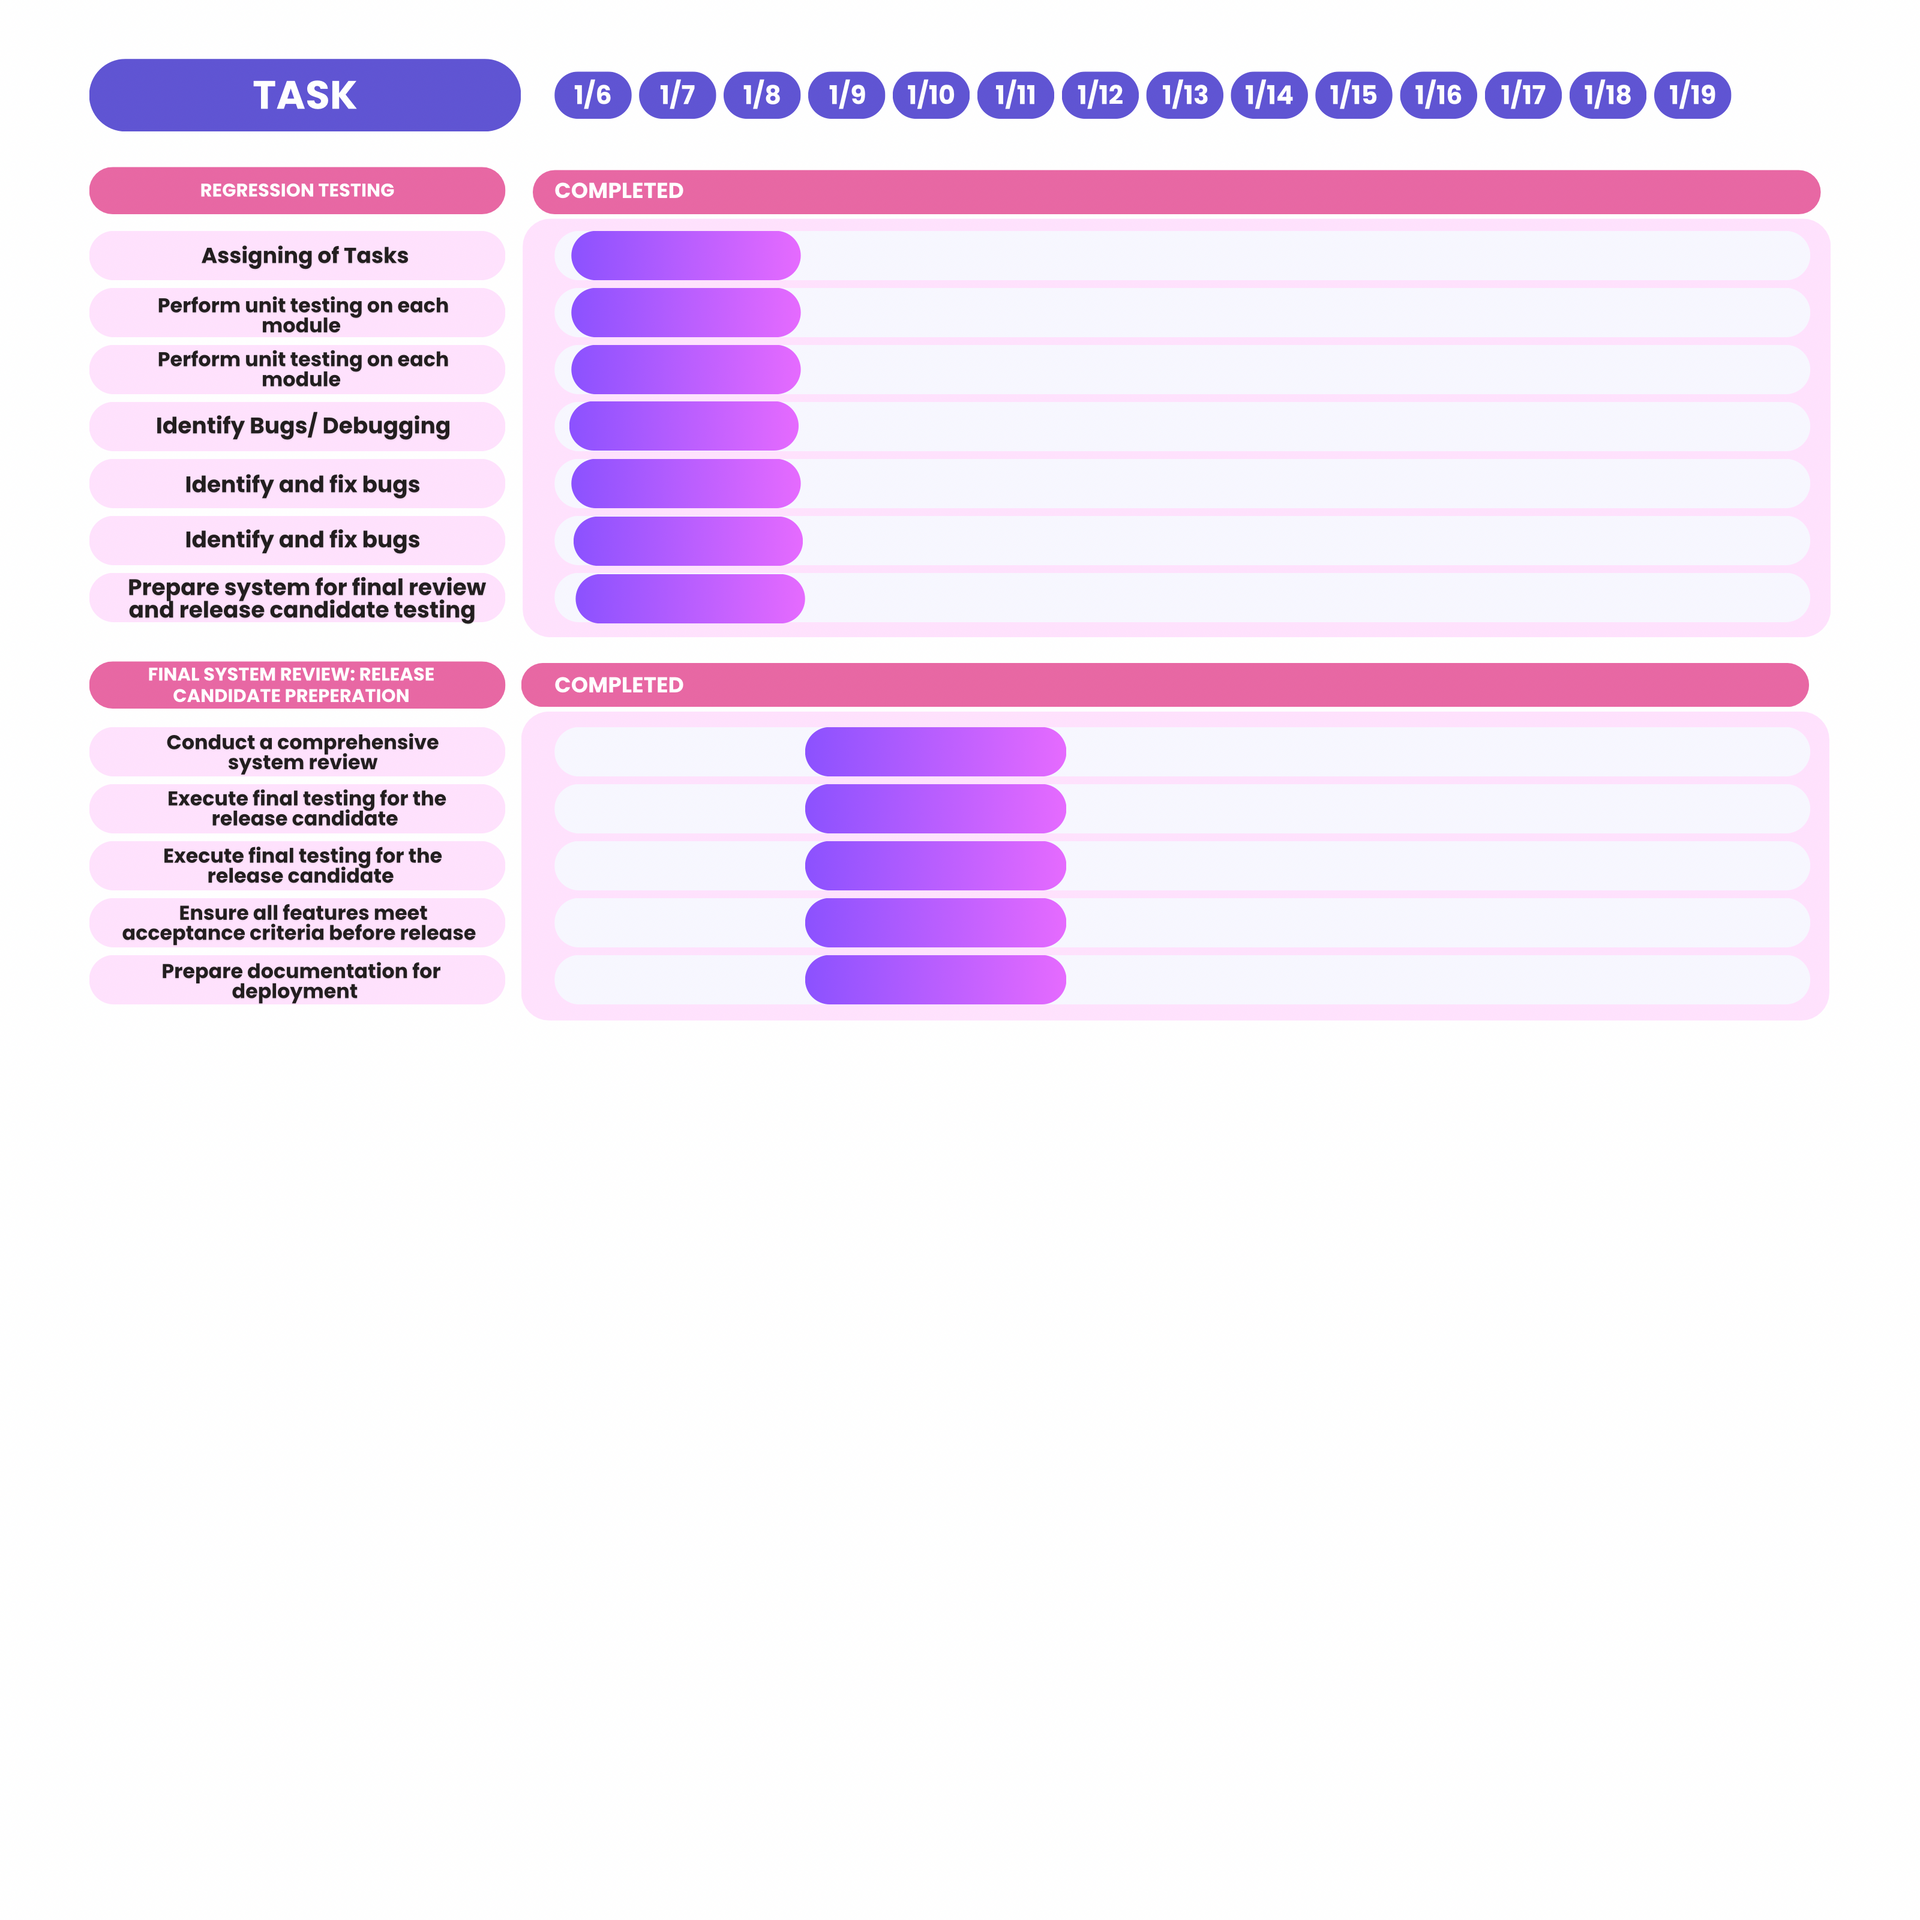 TASK
1/6 1/7 1/8 1/9 1/10 1/11 1/12 1/13 1/14 1/15 1/16 1/17 1/18 1/19
REGRESSION TESTING
COMPLETED
Assigning of Tasks
Perform unit testing on each
module
Perform unit testing on each
module
Identify Bugs/ Debugging
Identify and fix bugs
Identify and fix bugs
Prepare system for final review
and release candidate testing
FINAL SYSTEM REVIEW: RELEASE
CANDIDATE PREPERATION
COMPLETED
Conduct a comprehensive
system review
Execute final testing for the
release candidate
Execute final testing for the
release candidate
Ensure all features meet
acceptance criteria before release
Prepare documentation for
deployment